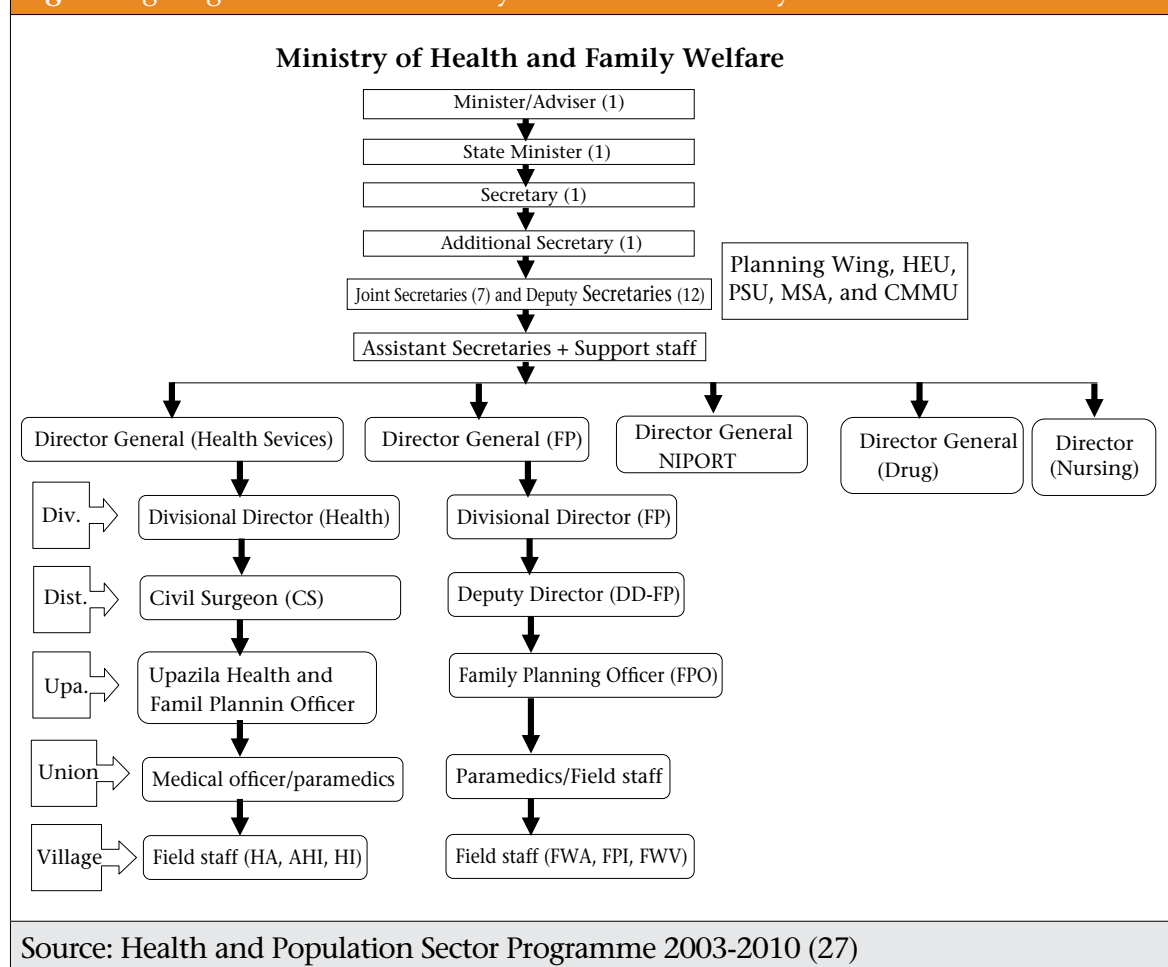 Ministry of Health and Family Welfare
Minister/Adviser (1)
State Minister (1)
Secretary (1)
Additional Secretary (1)
Planning Wing, HEU,
PSU, MSA, and CMMU
Joint Secretaries (7) and Deputy Secretaries (12)
Assistant Secretaries + Support staff
Director General (Health Sevices)
Director General (FP)
Director General
NIPORT
Director General
(Drug)
Director
(Nursing)
Div.
Divisional Director (Health)
Divisional Director (FP)
Dist.
Civil Surgeon (CS)
Deputy Director (DD-FP)
Upa.
Upazila Health and
Famil Plannin Officer
Family Planning Officer (FPO)
Union
Medical officer/paramedics
Paramedics/Field staff
Village
Field staff (HA, AHI, HI)
Field staff (FWA, FPI, FWV)
Source: Health and Population Sector Programme 2003-2010 (27)